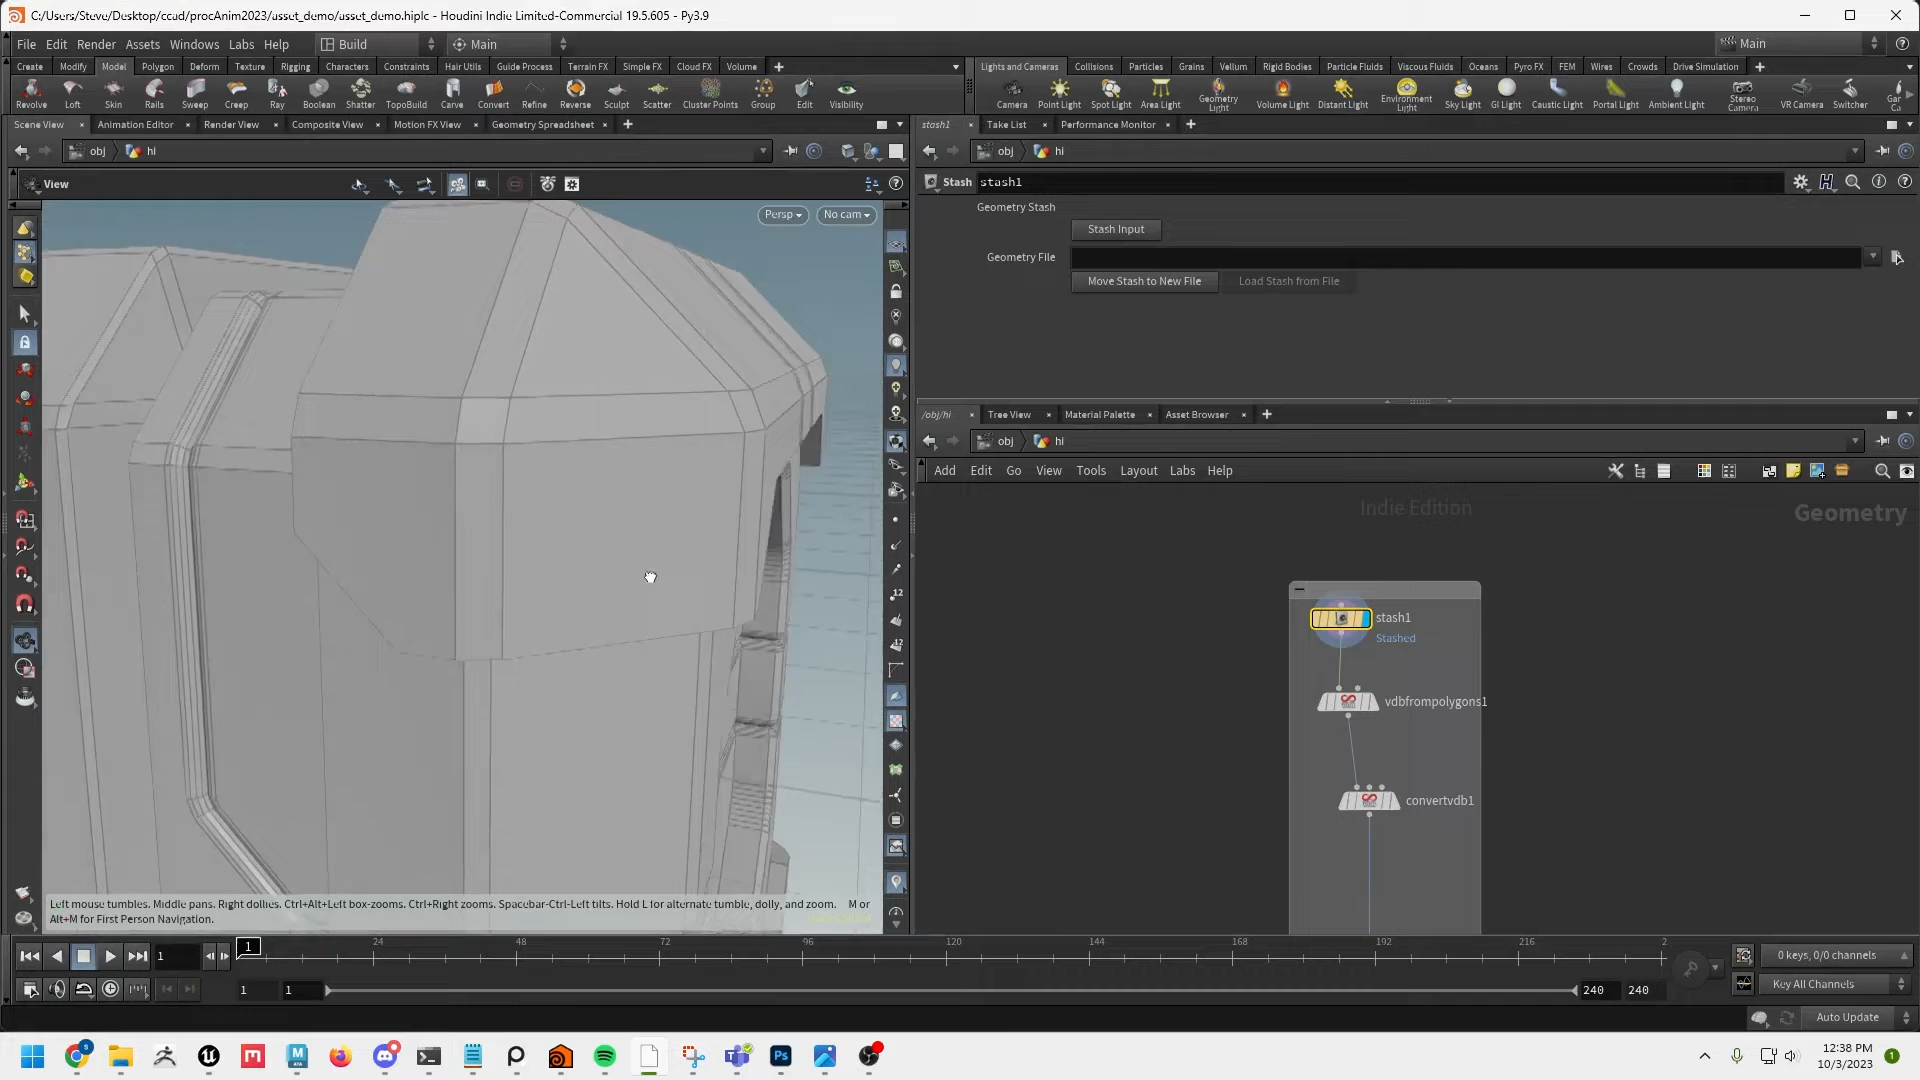 C:/Users/Steve/Desktop/ccad/procAnim2023/asset_demo/asset_demo.hiplc - Houdini Indie Limited-Commercial 19.5.605 - Py3.9
File Edit Render Assets Windows Labs Help Build Main Main
Create Modify Model Polygon Deform Texture Rigging Characters Constraints Hair Utils Guide Process Terrain FX Simple FX Cloud FX Volume
Lights and Cameras Collisions Particles Grains Vellum Rigid Bodies Particle Fluids Viscous Fluids Oceans Pyro FX FEM Wires Crowds Drive Simulation
Revolve Loft Skin Rails Sweep Creep Ray Boolean Shatter TopoBuild Carve Convert Refine Reverse Sculpt Scatter Cluster Points Group Edit Visibility
Camera Point Light Spot Light Area Light Geometry Light Volume Light Distant Light Environment Light Sky Light GI Light Caustic Light Portal Light Ambient Light Stereo Camera VR Camera Switcher
Scene View Animation Editor Render View Composite View Motion FX View Geometry Spreadsheet
stash1 Take List Performance Monitor
obj hi
obj hi
View
Stash stash1
Persp No cam
Geometry Stash
Stash Input
Geometry File
Move Stash to New File Load Stash from File
/obj/hi Tree View Material Palette Asset Browser
obj hi
Add Edit Go View Tools Layout Labs Help
Indie Edition
Geometry
stash1
Stashed
vdbfrompolygons1
convertvdb1
12
42
Left mouse tumbles. Middle pans. Right dollies. Ctrl+Alt+Left box-zooms. Ctrl+Right zooms. Spacebar-Ctrl-Left tilts. Hold L for alternate tumble, dolly, and zoom. M or
Alt+M for First Person Navigation.
1 1 24 48 72 96 120 144 168 192 216 2
0 keys, 0/0 channels
1 1 240 240
Key All Channels
Auto Update
12:38 PM
10/3/2023
1